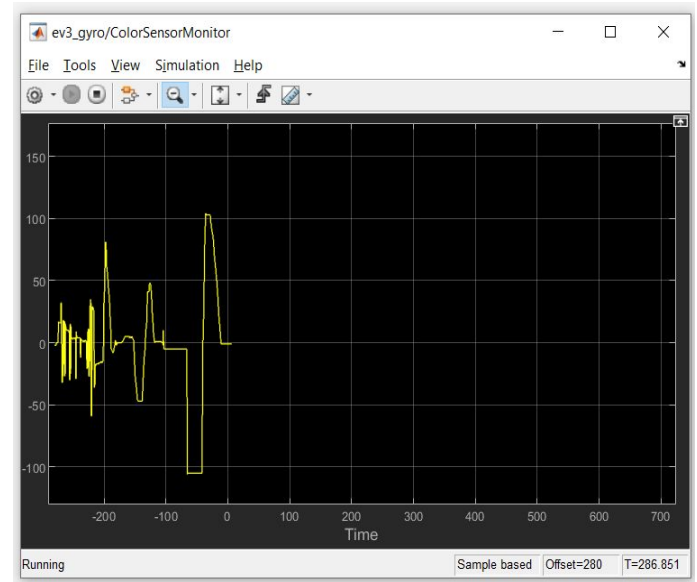 ev3_gyro/ColorSensorMonitor
File Tools View Simulation Help
150
100
50
0
-50
-100
-200 -100 0 100 200 300 400 500 600 700
Time
Running Sample based Offset=280 T=286.851